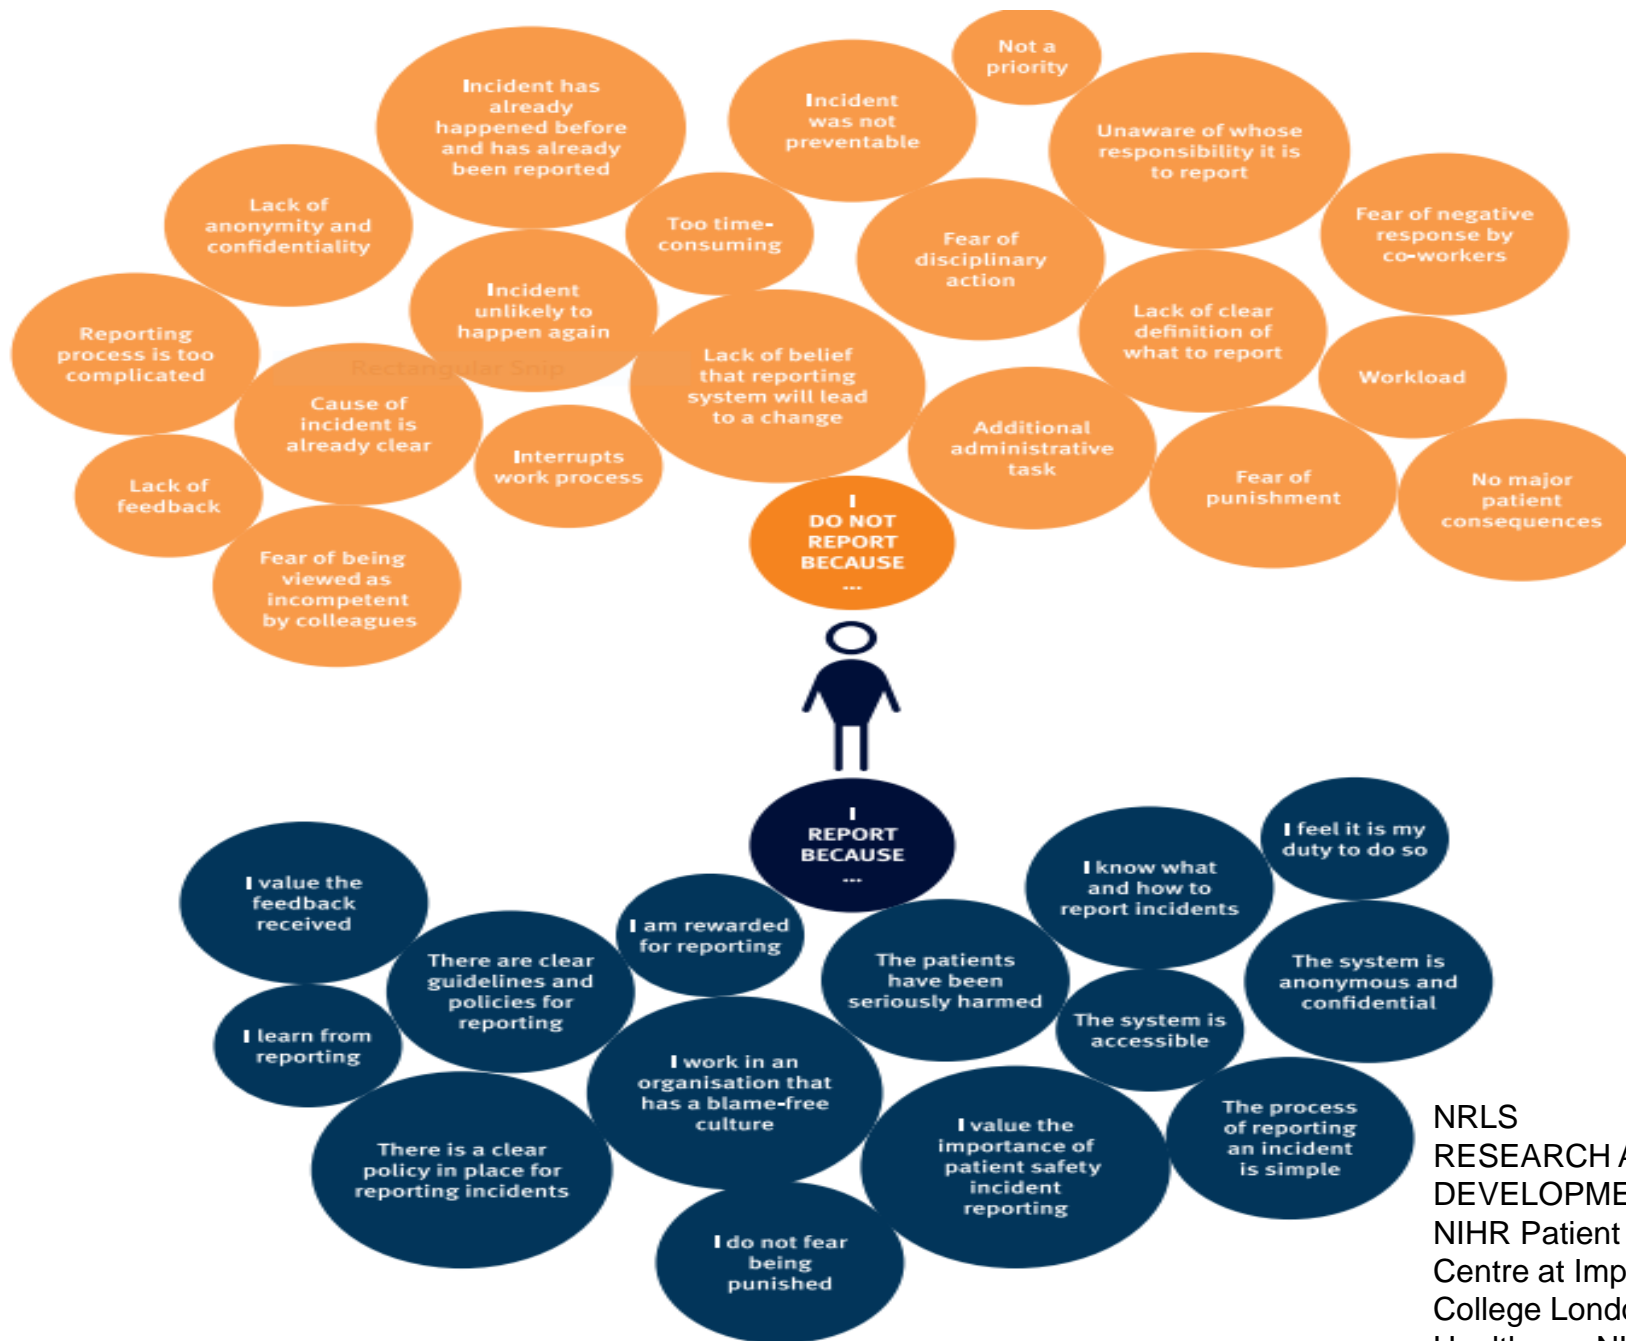 Not a
priority
Incident has
already
happened before
and has already
been reported
Incident
was not
preventable
Unaware of whose
responsibility it is
to report
Lack of
anonymity and
confidentiality
Too time-
consuming
Fear of
disciplinary
action
Fear of negative
response by
co-workers
Reporting
process is too
complicated
Incident
unlikely to
happen again
Lack of clear
definition of
what to report
Rectangular Snip
Lack of belief
that reporting
system will lead
to a change
Workload
Cause of
incident is
already clear
Interrupts
work process
Additional
administrative
task
Fear of
punishment
No major
patient
consequences
Lack of
feedback
Fear of being
viewed as
incompetent
by colleagues
I
DO NOT
REPORT
BECAUSE
...
I
REPORT
BECAUSE
...
I feel it is my
duty to do so
I value the
feedback
received
I know what
and how to
report incidents
I am rewarded
for reporting
There are clear
guidelines and
policies for
reporting
The patients
have been
seriously harmed
The system is
anonymous and
confidential
I learn from
reporting
The system is
accessible
I work in an
organisation that
has a blame-free
culture
The process
of reporting
an incident
is simple
There is a clear
policy in place for
reporting incidents
I value the
importance of
patient safety
incident
reporting
I do not fear
being
punished
NRLS
RESEARCH
DEVELOPME
NIHR Patient
Centre at Imp
College Londo